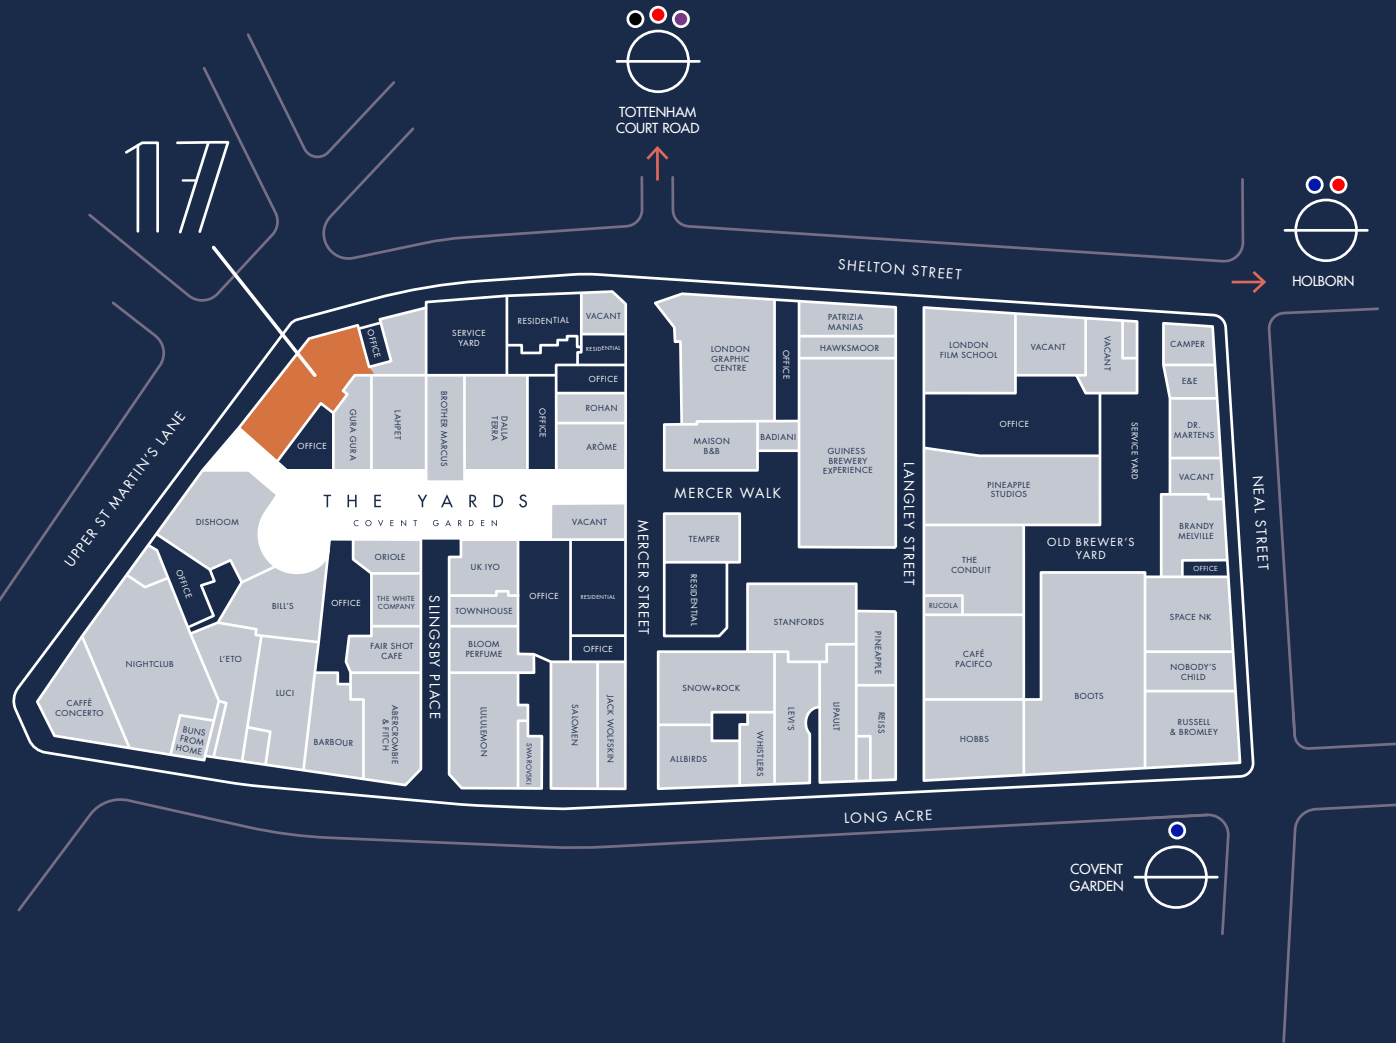 TOTTENHAM
COURT ROAD
117
HOLBORN
SHELTON STREET
UPPER ST MARTIN'S LANE
OFFICE
SERVICE
YARD
RESIDENTIAL
VACANT
RESIDENTIAL
OFFICE
ROHAN
ARÔME
OFFICE
GURA GURA
LAHPET
BROTHER MARCUS
DALLA
TERRA
OFFICE
THE YARDS
COVENT GARDEN
VACANT
DISHOOM
OFFICE
BILL'S
NIGHTCLUB
L'ETO
LUCI
CAFFÈ
CONCERTO
BUNS
FROM
HOME
BARBOUR
OFFICE
ORIOLE
THE WHITE
COMPANY
FAIR SHOT
CAFE
ABERCROMBIE
& FITCH
SLINGSBY PLACE
UK IYO
TOWNHOUSE
BLOOM
PERFUME
LULULEMON
SWAROVSKI
OFFICE
RESIDENTIAL
OFFICE
SALOMEN
JACK WOLFSKIN
MERCER STREET
LONDON
GRAPHIC
CENTRE
OFFICE
PATRIZIA
MANIAS
HAWKSMOOR
GUINESS
BREWERY
EXPERIENCE
MAISON
B&B
BADIANI
MERCER WALK
TEMPER
RESIDENTIAL
STANFORDS
PINEAPPLE
SNOW+ROCK
ALLBIRDS
WHISTLERS
LEVI'S
LIPAULT
REISS
LANGLEY STREET
LONDON
FILM SCHOOL
VACANT
VACANT
OFFICE
SERVICE YARD
PINEAPPLE
STUDIOS
OLD BREWER'S
YARD
THE
CONDUIT
RUCOLA
CAFÉ
PACIFCO
HOBBS
BOOTS
CAMPER
E&E
DR.
MARTENS
VACANT
BRANDY
MELVILLE
OFFICE
SPACE NK
NOBODY'S
CHILD
RUSSELL
& BROMLEY
NEAL STREET
LONG ACRE
COVENT
GARDEN